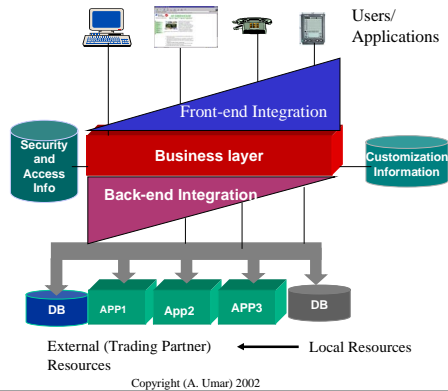 Users/
Applications
Front-end Integration
Security
and
Access
Info
Business layer
Customization
Information
Back-end Integration
DB
APP1
App2
APP3
DB
External (Trading Partner)
Resources
Local Resources
Copyright (A. Umar) 2002